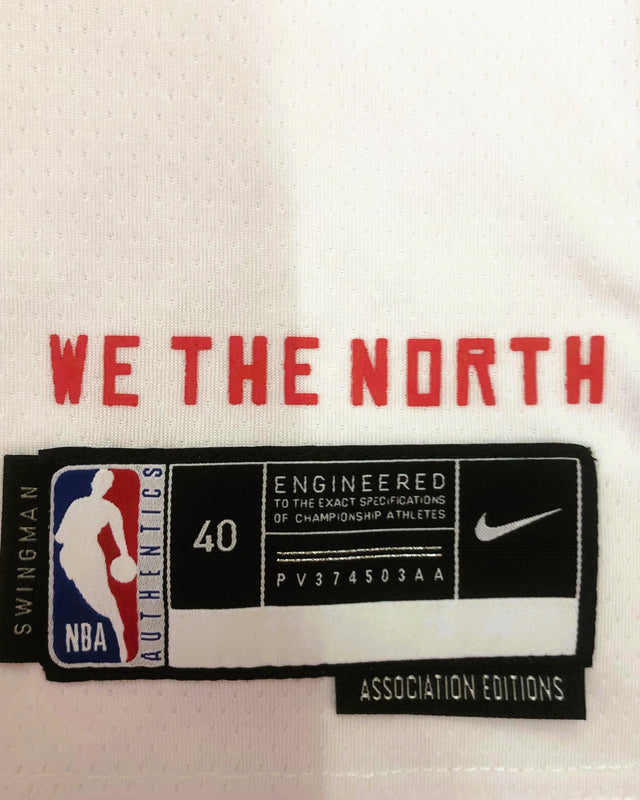 WE THE NORTH
SWINGMAN
NBA
AUTHENTICS
40
ENGINEERED
TO THE EXACT SPECIFICATIONS
OF CHAMPIONSHIP ATHLETES
PV374503AA
ASSOCIATION EDITIONS